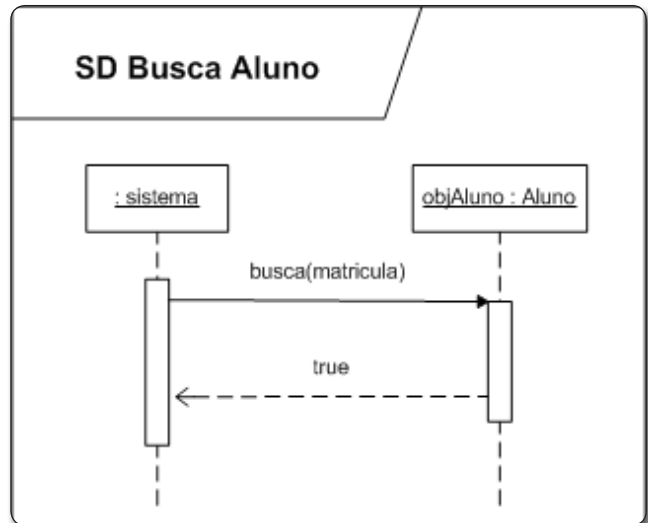 SD Busca Aluno
: sistema
objAluno : Aluno
busca(matricula)
true